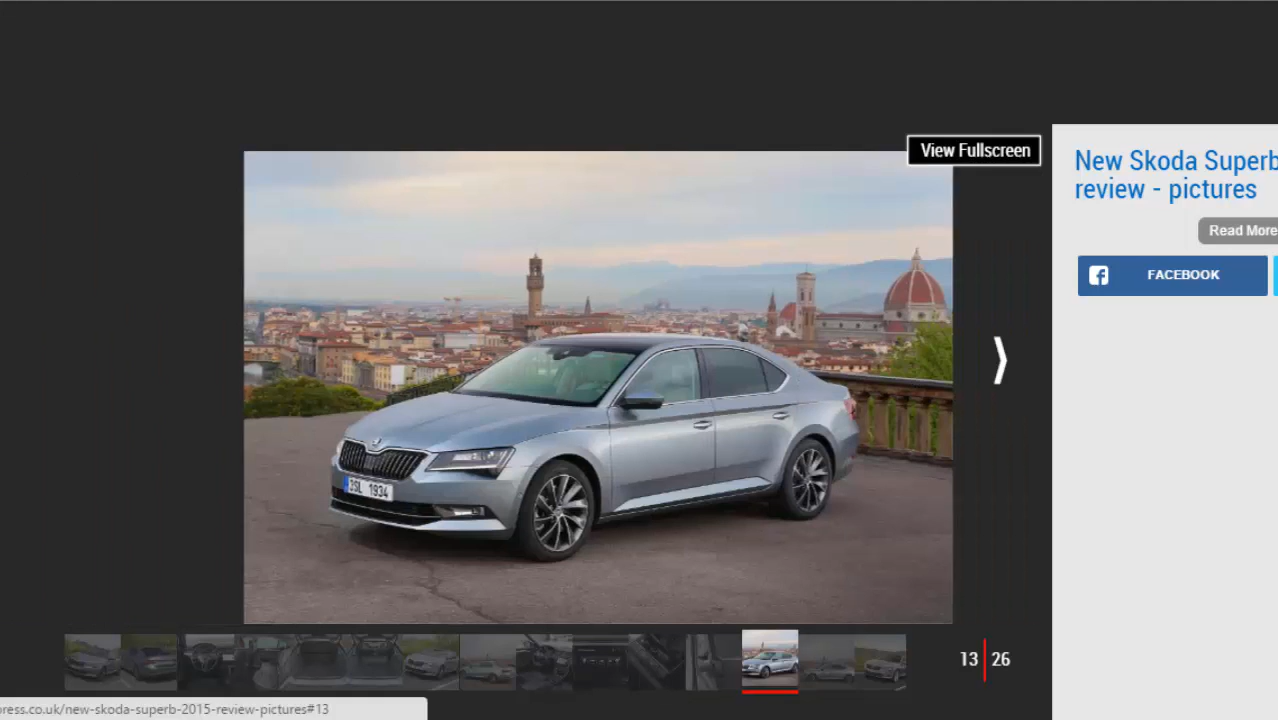 View Fullscreen
New Skoda Superb
review - pictures
Read More
FACEBOOK
3SL 1934
13 26
press.co.uk/new-skoda-superb-2015-review-pictures#13